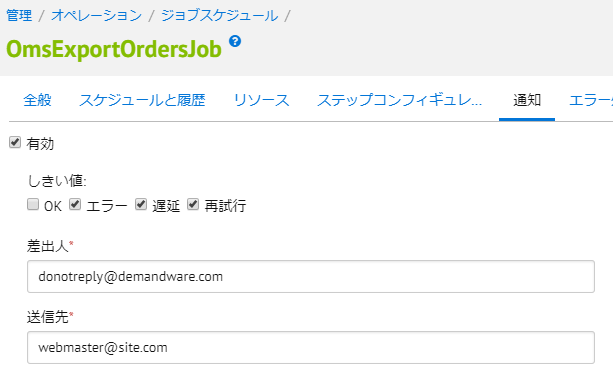 管理 / オペレーション / ジョブスケジュール /
OmsExportOrdersJob ?
全般 スケジュールと履歴 リソース ステップコンフィギュレ... 通知 エラー
有効
しきい値:
OK エラー 遅延 再試行
差出人*
donotreply@demandware.com
送信先*
webmaster@site.com